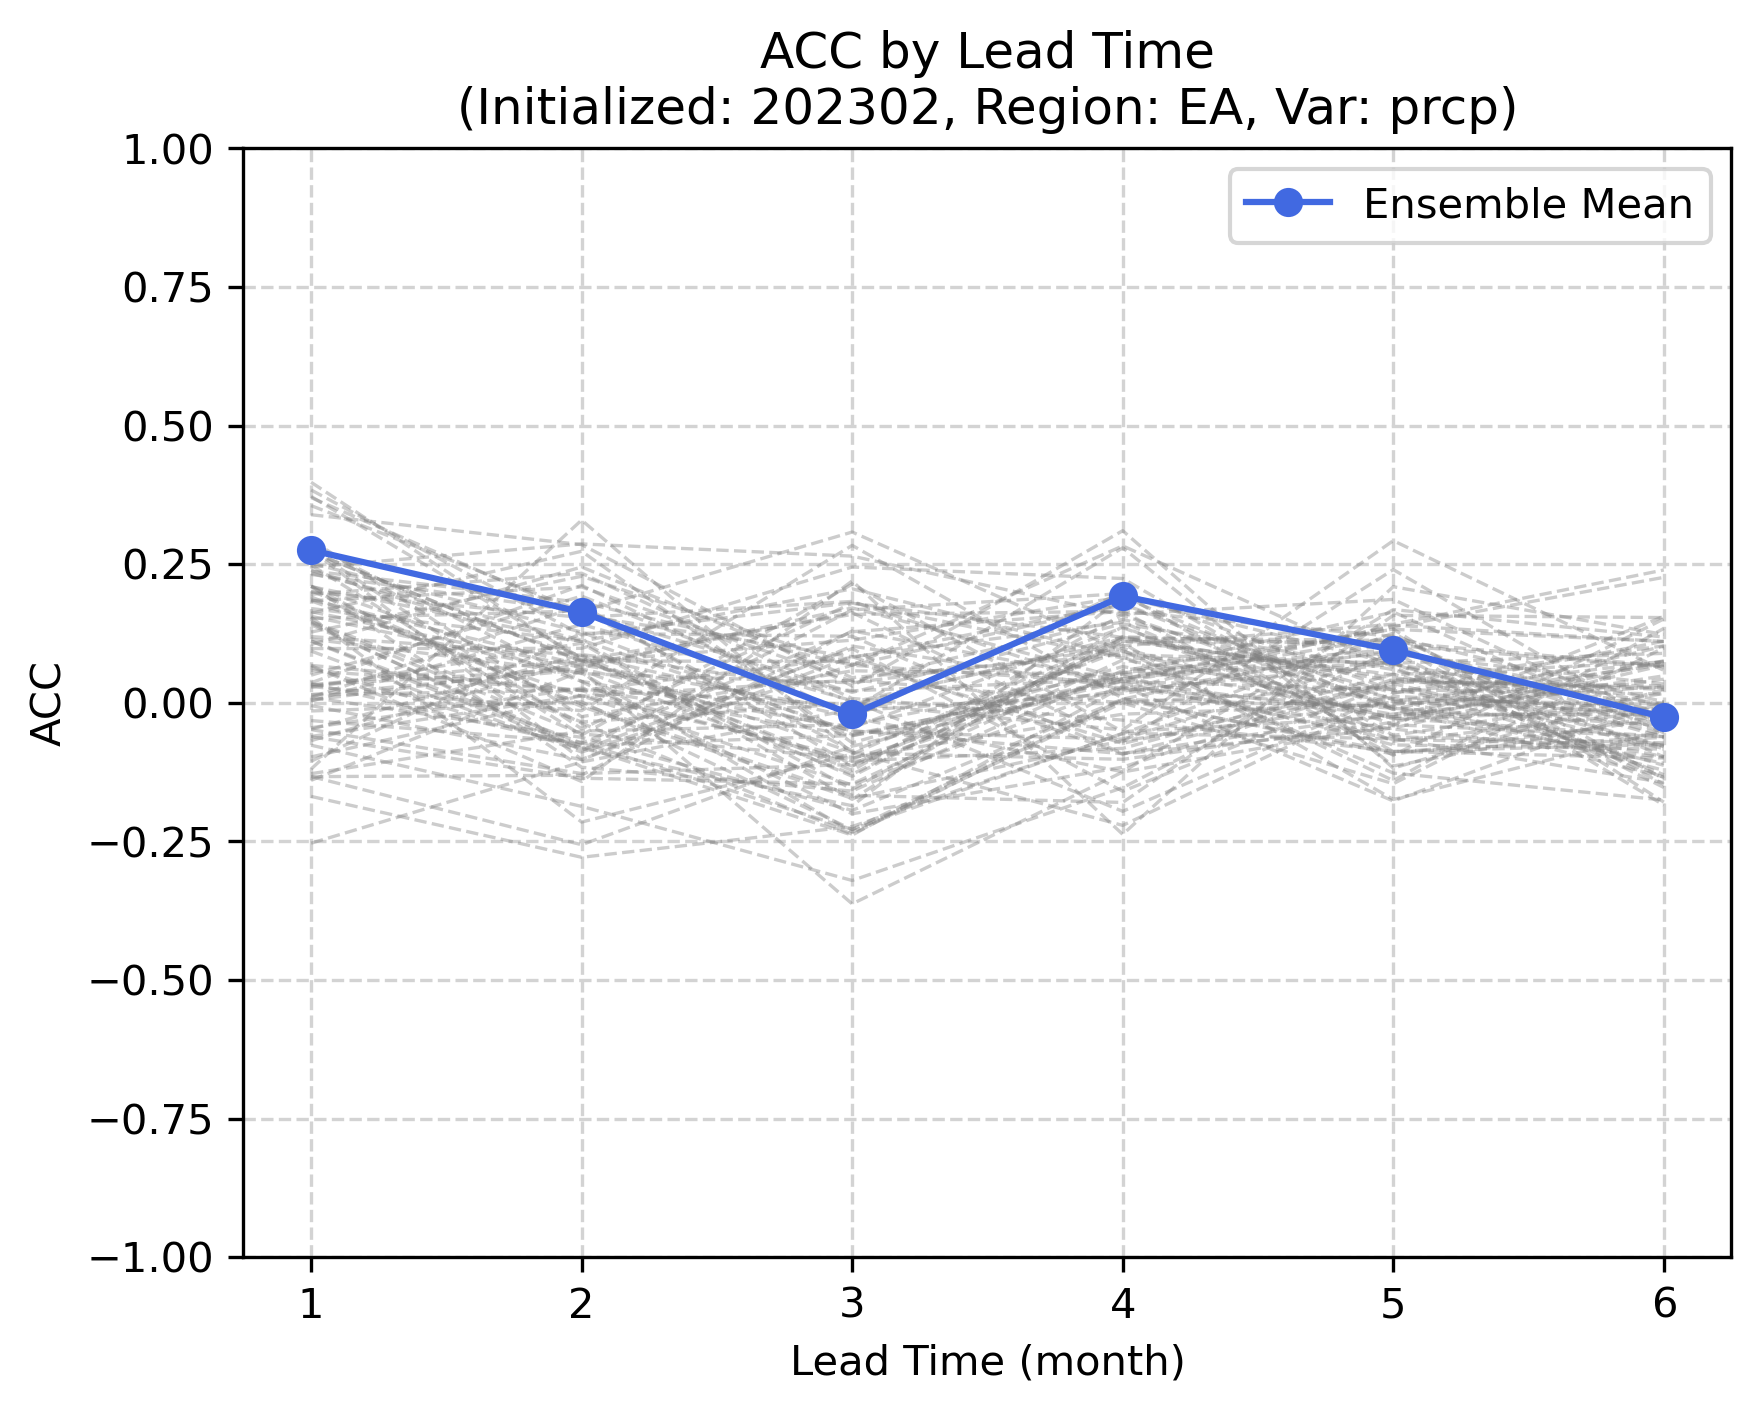 ACC by Lead Time
(Initialized: 202302, Region: EA, Var: prcp)
Ensemble Mean
1.00
0.75
0.50
0.25
0.00
−0.25
−0.50
−0.75
−1.00
ACC
1 2 3 4 5 6
Lead Time (month)